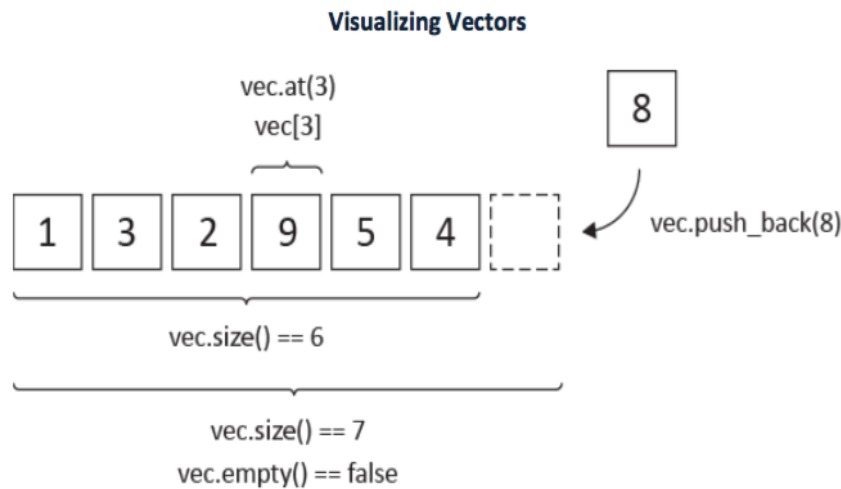 Visualizing Vectors
vec.at(3)
vec[3]
8
1 3 2 9 5 4
vec.push_back(8)
vec.size() == 6
vec.size() == 7
vec.empty() == false